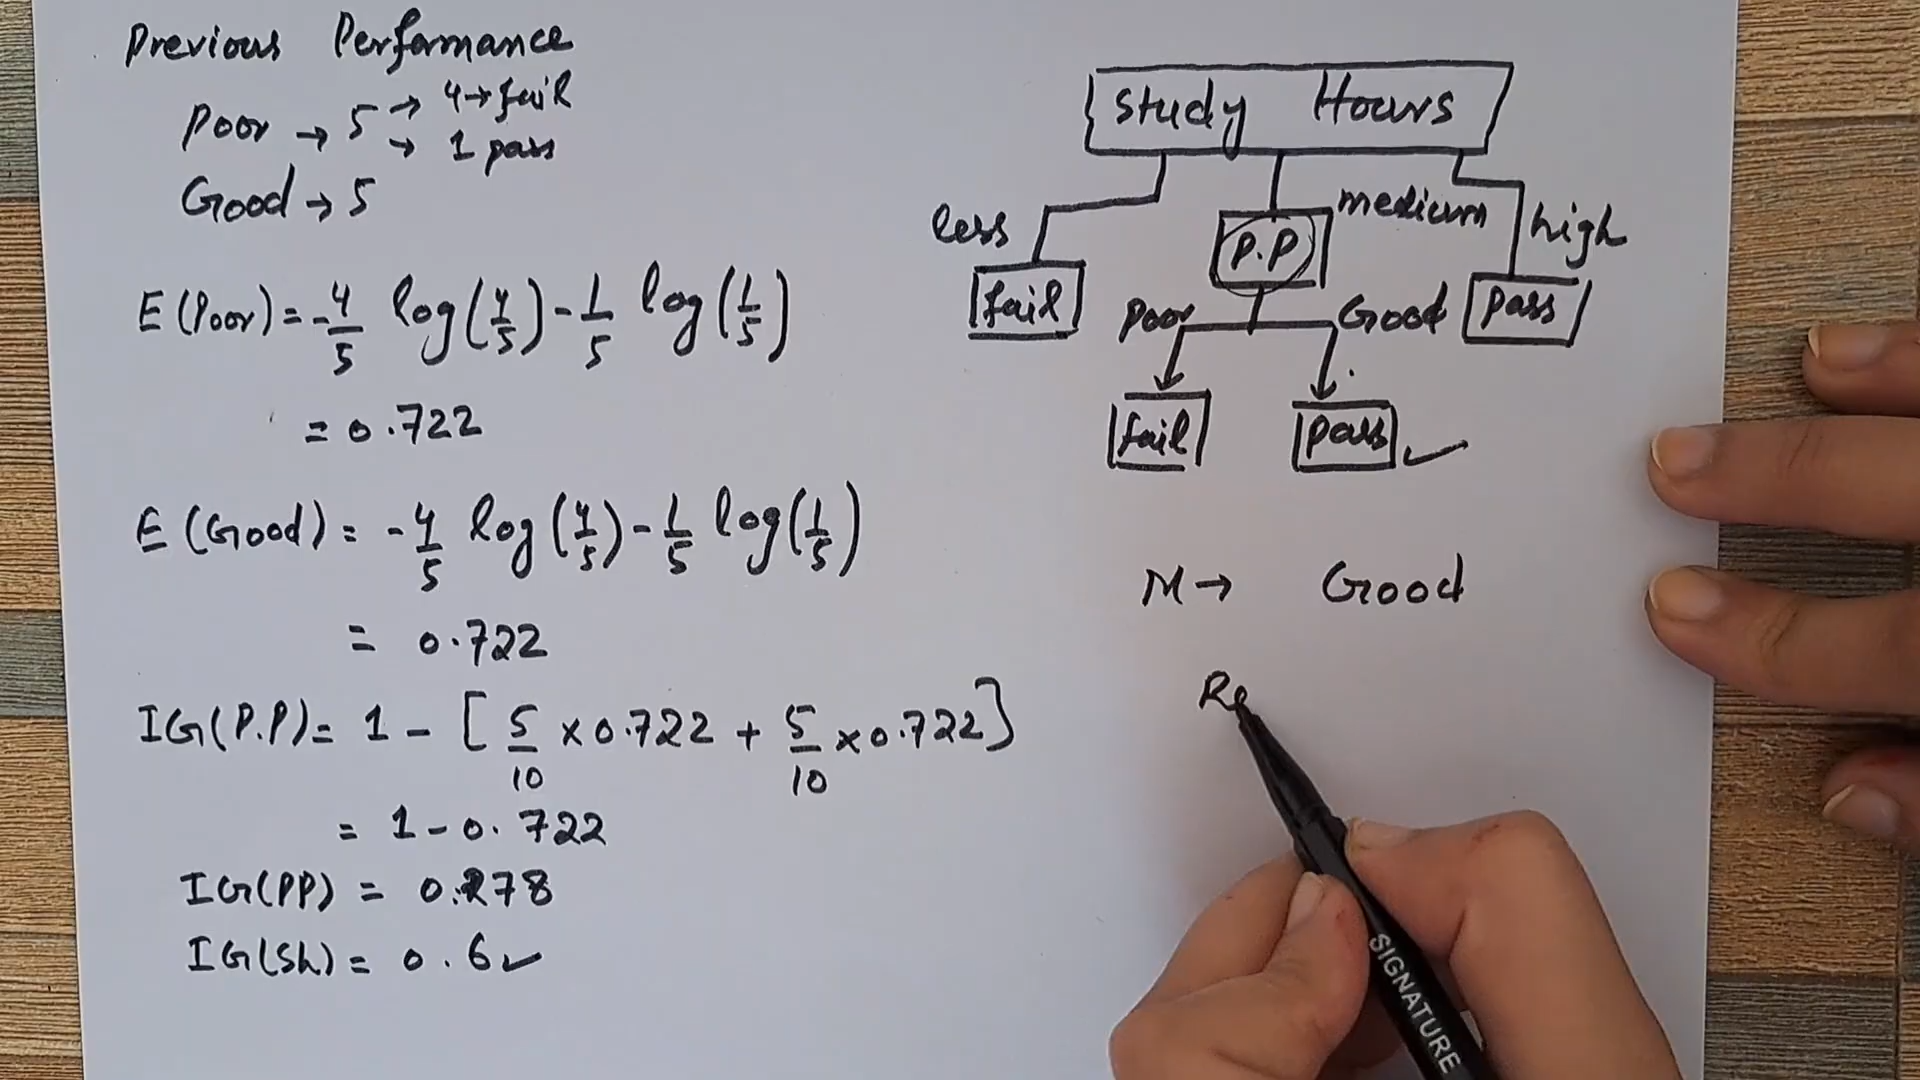 Previous Performance
Poor → 5 → 4 → fail
→ 1 pass
Good → 5
E (Poor) = -4/5 log(4/5) - 1/5 log(1/5)
= 0.722
E (Good) = -4/5 log(4/5) - 1/5 log(1/5)
= 0.722
IG(P.P) = 1 - [5/10 × 0.722 + 5/10 × 0.722]
= 1 - 0.722
IG(PP) = 0.278
IG(Sh) = 0.6 ✓
Study Hours
less medium high
fail P.P pass
Poor Good
fail pass ✓
M → Good
Re
SIGNATURE